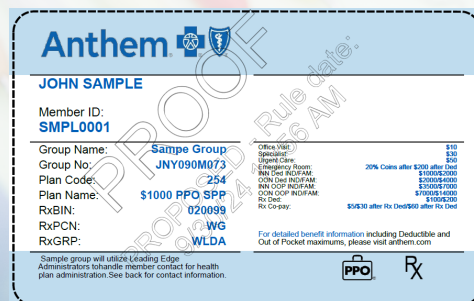 Anthem
JOHN SAMPLE
Member ID:
SMPL0001
Group Name: Sampe Group
Group No: JNY090M073
Plan Code: 254
Plan Name: $1000 PPO SPP
RxBIN: 020099
RxPCN: WG
RxGRP: WLDA
Sample group will utilize Leading Edge
Administrators tohandle member contact for health
plan administration.See back for contact information.
Office Visit: $10
Specialist: $30
Urgent Care: $50
Emergency Room: 20% Coins after $200 after Ded
INN Ded IND/FAM: $1000/$2000
OON Ded IND/FAM: $2000/$4000
INN OOP IND/FAM: $3500/$7000
OON OOP IND/FAM: $7000/$14000
Rx Ded: $100/$200
Rx Co-pay: $5/$30 after Rx Ded/$60 after Rx Ded
For detailed benefit information including Deductible and
Out of Pocket maximums, please visit anthem.com
PPO
Rx
PROOF
PROPOSED - Rule date: